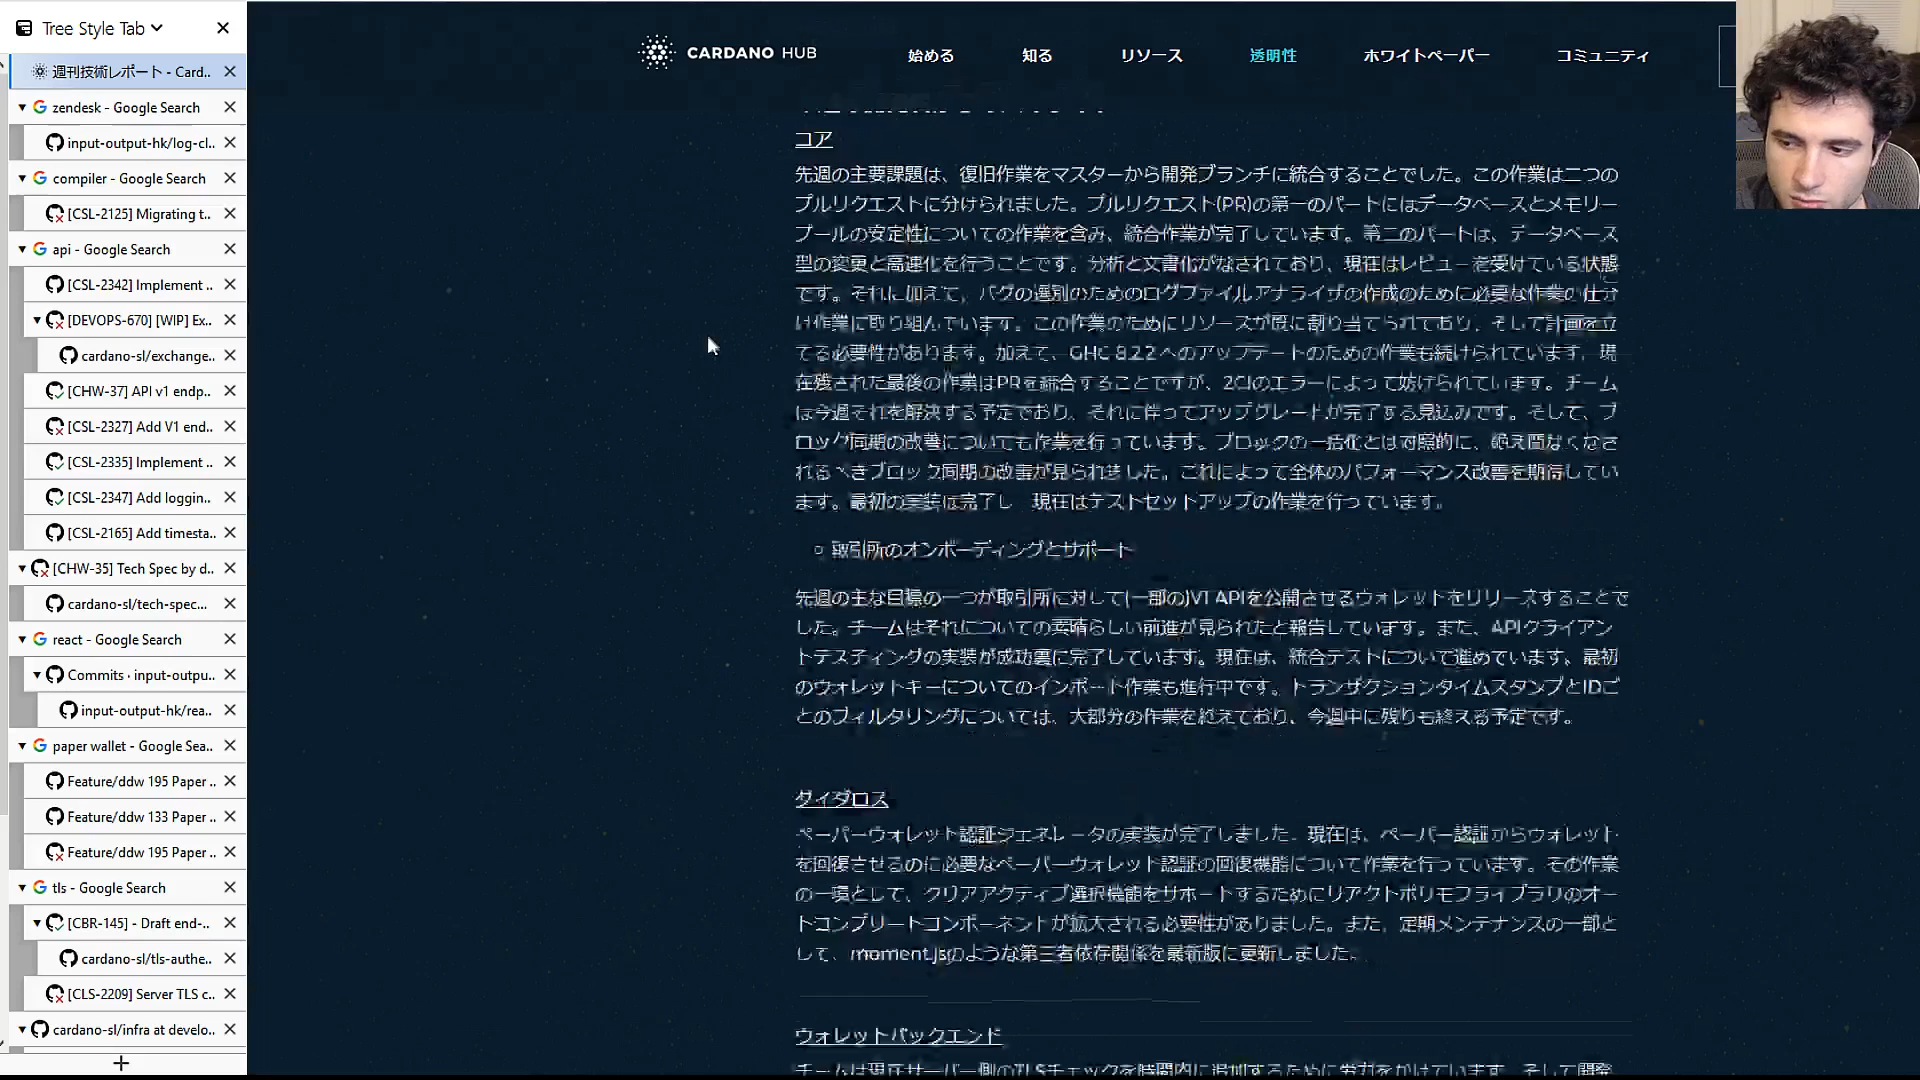 Tree Style Tab
週刊技術レポート - Card..
zendesk - Google Search
input-output-hk/log-cl..
compiler - Google Search
[CSL-2125] Migrating t..
api - Google Search
[CSL-2342] Implement ..
[DEVOPS-670] [WIP] Ex..
cardano-sl/exchange..
[CHW-37] API v1 endp..
[CSL-2327] Add V1 end..
[CSL-2335] Implement ..
[CSL-2347] Add loggin..
[CSL-2165] Add timesta..
[CHW-35] Tech Spec by d..
cardano-sl/tech-spec...
react - Google Search
Commits · input-outpu..
input-output-hk/rea..
paper wallet - Google Sea..
Feature/ddw 195 Paper ..
Feature/ddw 133 Paper ..
Feature/ddw 195 Paper ..
tls - Google Search
[CBR-145] - Draft end-..
cardano-sl/tls-authe..
[CLS-2209] Server TLS c..
cardano-sl/infra at develo..
CARDANO HUB
始める 知る リソース 透明性 ホワイトペーパー コミュニティ
コア
先週の主要課題は、復旧作業をマスターから開発ブランチに統合することでした。この作業は二つの
プルリクエストに分けられました。プルリクエスト(PR)の第一のパートにはデータベースとメモリー
プールの安定性についての作業を含み、統合作業が完了しています。第二のパートは、データベース
型の変更と高速化を行うことです。分析と文書化がなされており、現在はレビューを受けている状態
です。それに加えて、バグの選別のためのログファイルアナライザの作成のために必要な作業の仕分
け作業に取り組んでいます。この作業のためにリソースが既に割り当てられており、そして計画を立
てる必要性があります。加えて、GHC 8.2.2 へのアップデートのための作業も続けられています。現
在残された最後の作業はPRを統合することですが、2CIのエラーによって妨げられています。チーム
は今週それを解決する予定であり、それに伴ってアップグレードが完了する見込みです。そして、ブ
ロック同期の改善についても作業を行っています。ブロックの一括化とは対照的に、絶え間なくなさ
れるべきブロック同期の改善が見られました。これによって全体のパフォーマンス改善を期待してい
ます。最初の実装は完了し 現在はテストセットアップの作業を行っています。
取引所のオンボーディングとサポート
先週の主な目標の一つが取引所に対して(一部の)V1 APIを公開させるウォレットをリリースすることで
した。チームはそれについての素晴らしい前進が見られたと報告しています。また、APIクライアン
トテスティングの実装が成功裏に完了しています。現在は、統合テストについて進めています。最初
のウォレットキーについてのインポート作業も進行中です。トランザクションタイムスタンプとIDご
とのフィルタリングについては、大部分の作業を終えており、今週中に残りも終える予定です。
ダイダロス
ペーパーウォレット認証ジェネレータの実装が完了しました。現在は、ペーパー認証からウォレット
を回復させるのに必要なペーパーウォレット認証の回復機能について作業を行っています。その作業
の一環として、クリアアクティブ選択機能をサポートするためにリアクトポリモフライブラリのオー
トコンプリートコンポーネントが拡大される必要性がありました。また、定期メンテナンスの一部と
して、moment.jsのような第三者依存関係を最新版に更新しました。
ウォレットバックエンド
チームは現在サーバー側のTLSチェックを時間内に追加するために労力をかけています。そして開発